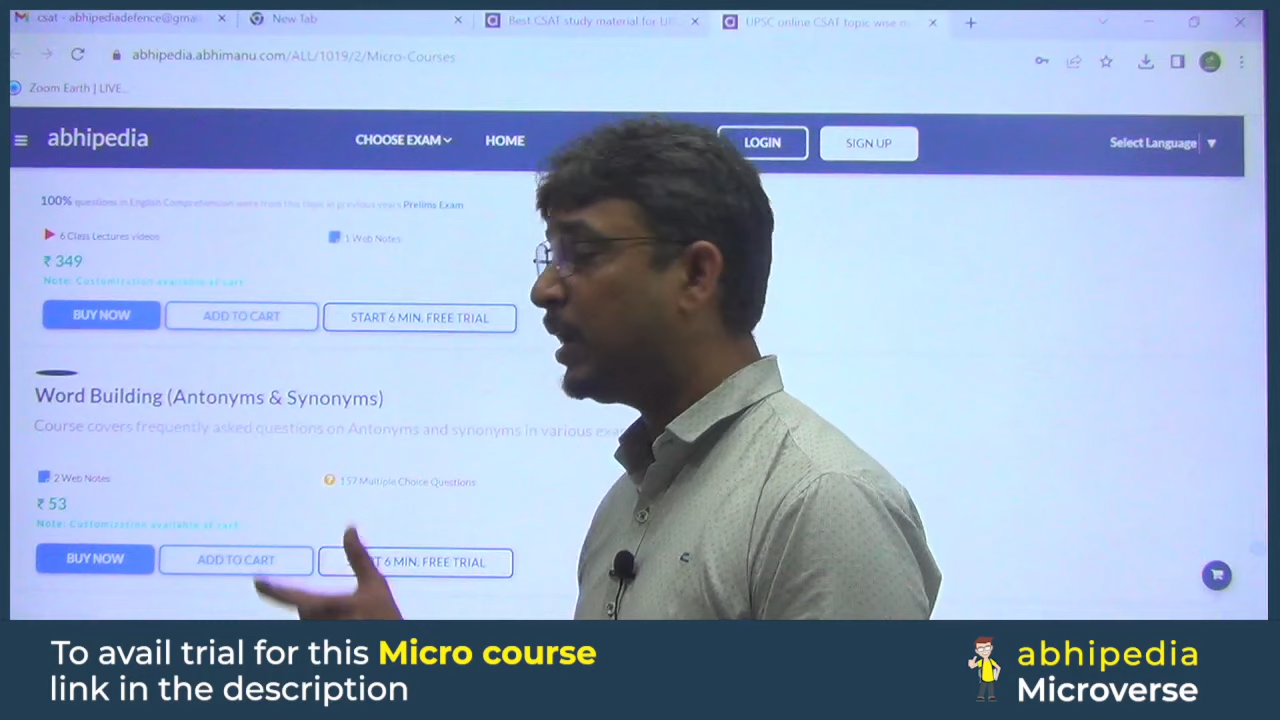 csat - abhipediadefence@gma
New Tab
Best CSAT study material for UP
UPSC online CSAT topic wise n
abhipedia.abhimanu.com/ALL/1019/2/Micro-Courses
Zoom Earth | LIVE...
abhipedia
CHOOSE EXAM
HOME
LOGIN
SIGN UP
Select Language
100% questions in English Comprehension were from this topic in previous years Prelims Exam
6 Class Lectures videos
1 Web Notes
₹ 349
Note: Customization available at cart
BUY NOW
ADD TO CART
START 6 MIN. FREE TRIAL
Word Building (Antonyms & Synonyms)
Course covers frequently asked questions on Antonyms and synonyms in various
2 Web Notes
157 Multiple Choice Questions
₹ 53
Note: Customization available at cart
BUY NOW
ADD TO CART
6 MIN. FREE TRIAL
To avail trial for this Micro course
link in the description
abhipedia
Microverse